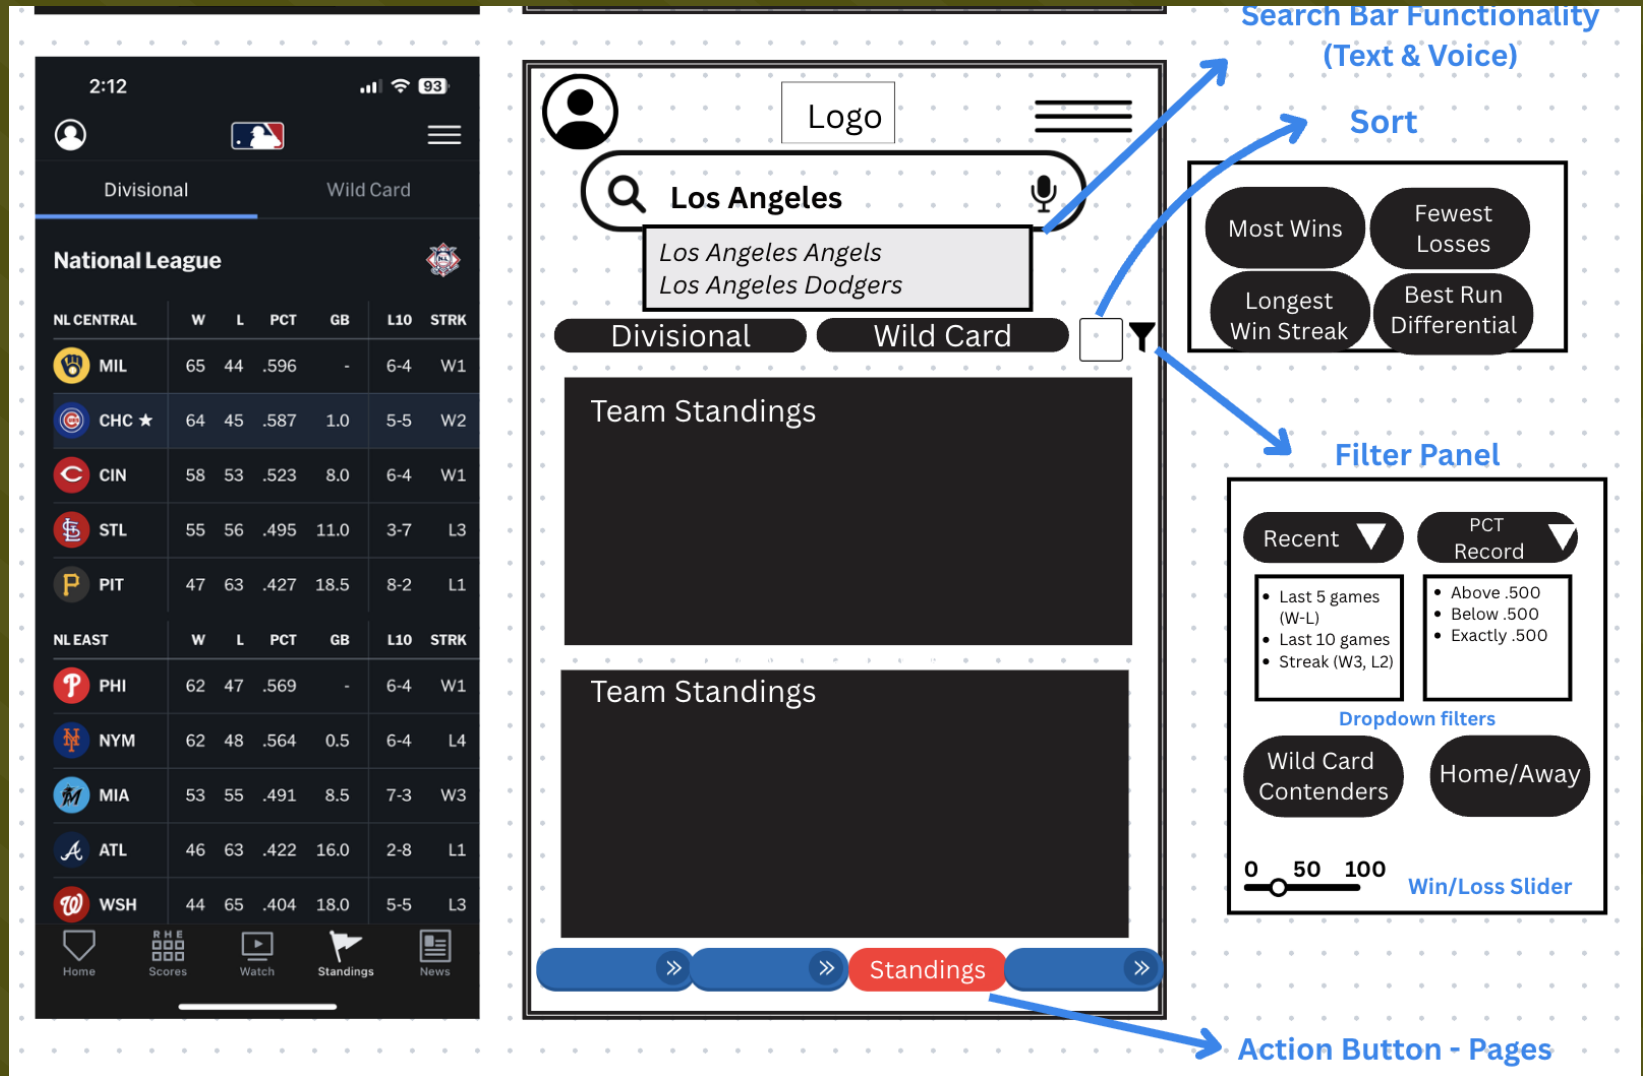 2:12
93
Divisional Wild Card
National League
NL CENTRAL W L PCT GB L10 STRK
MIL 65 44 .596 - 6-4 W1
CHC ★ 64 45 .587 1.0 5-5 W2
CIN 58 53 .523 8.0 6-4 W1
STL 55 56 .495 11.0 3-7 L3
PIT 47 63 .427 18.5 8-2 L1
NL EAST W L PCT GB L10 STRK
PHI 62 47 .569 - 6-4 W1
NYM 62 48 .564 0.5 6-4 L4
MIA 53 55 .491 8.5 7-3 W3
ATL 46 63 .422 16.0 2-8 L1
WSH 44 65 .404 18.0 5-5 L3
R H E
Home Scores Watch Standings News
Logo
Los Angeles
Los Angeles Angels
Los Angeles Dodgers
Divisional Wild Card
Team Standings
Team Standings
Standings
Search Bar Functionality
(Text & Voice)
Sort
Most Wins
Fewest
Losses
Longest
Win Streak
Best Run
Differential
Filter Panel
Recent
PCT
Record
• Last 5 games
(W-L)
• Last 10 games
• Streak (W3, L2)
• Above .500
• Below .500
• Exactly .500
Dropdown filters
Wild Card
Contenders
Home/Away
0 50 100
Win/Loss Slider
Action Button - Pages